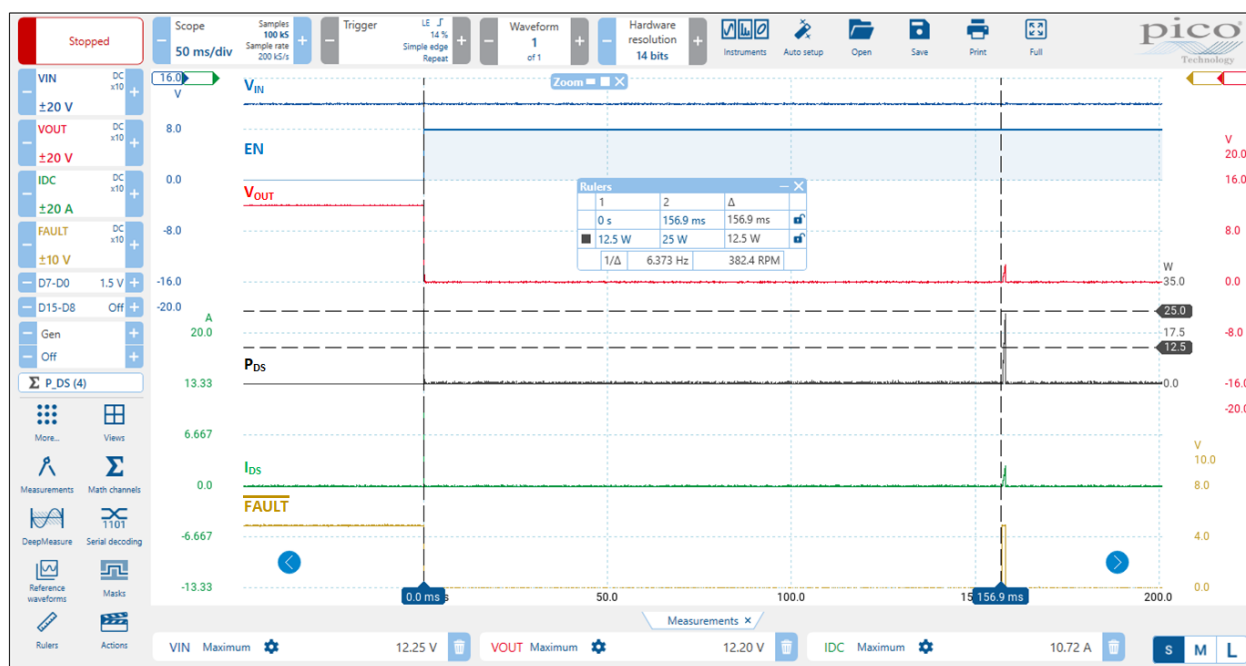 Stopped
Scope
50 ms/div
Samples
100 kS
Sample rate
200 kS/s
Trigger
LE
14 %
Simple edge
Repeat
Waveform
1
of 1
Hardware
resolution
14 bits
Instruments
Auto setup
Open
Save
Print
Full
pico
Technology
VIN
DC
x10
±20 V
VOUT
DC
x10
±20 V
IDC
DC
x10
±20 A
FAULT
DC
x10
±10 V
D7-D0 1.5 V
D15-D8 Off
Gen
Off
Σ P_DS (4)
More...
Views
Measurements
Math channels
DeepMeasure
1101
Serial decoding
Reference
waveforms
Masks
Rulers
Actions
16.0
V
8.0
0.0
-8.0
-16.0
-20.0
A
20.0
13.33
6.667
0.0
-6.667
-13.33
VIN
EN
VOUT
PDS
IDS
FAULT
Zoom
Rulers
1 2 Δ
0 s 156.9 ms 156.9 ms
12.5 W 25 W 12.5 W
1/Δ 6.373 Hz 382.4 RPM
W
35.0
25.0
17.5
12.5
0.0
V
20.0
16.0
8.0
0.0
-8.0
-16.0
-20.0
V
10.0
8.0
4.0
0.0
0.0 ms
50.0
100.0
156.9 ms
200.0
Measurements
VIN Maximum 12.25 V
VOUT Maximum 12.20 V
IDC Maximum 10.72 A
S M L